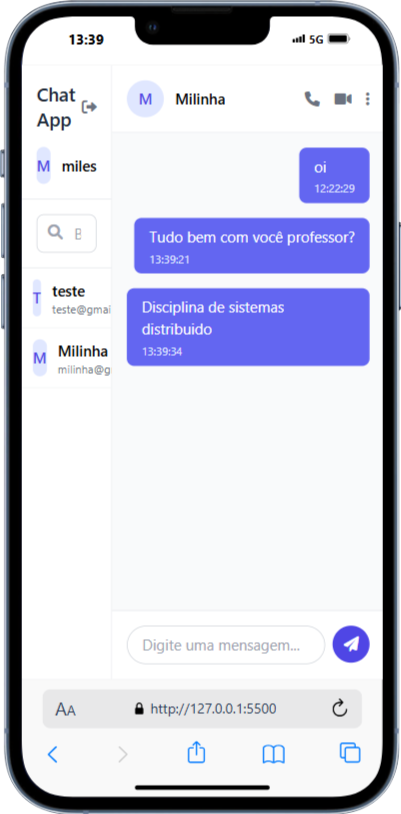 13:39
5G
Chat
App
M
miles
B
T
teste
teste@gmai
M
Milinha
milinha@g
M
Milinha
oi
12:22:29
Tudo bem com você professor?
13:39:21
Disciplina de sistemas
distribuido
13:39:34
Digite uma mensagem...
AA
http://127.0.0.1:5500